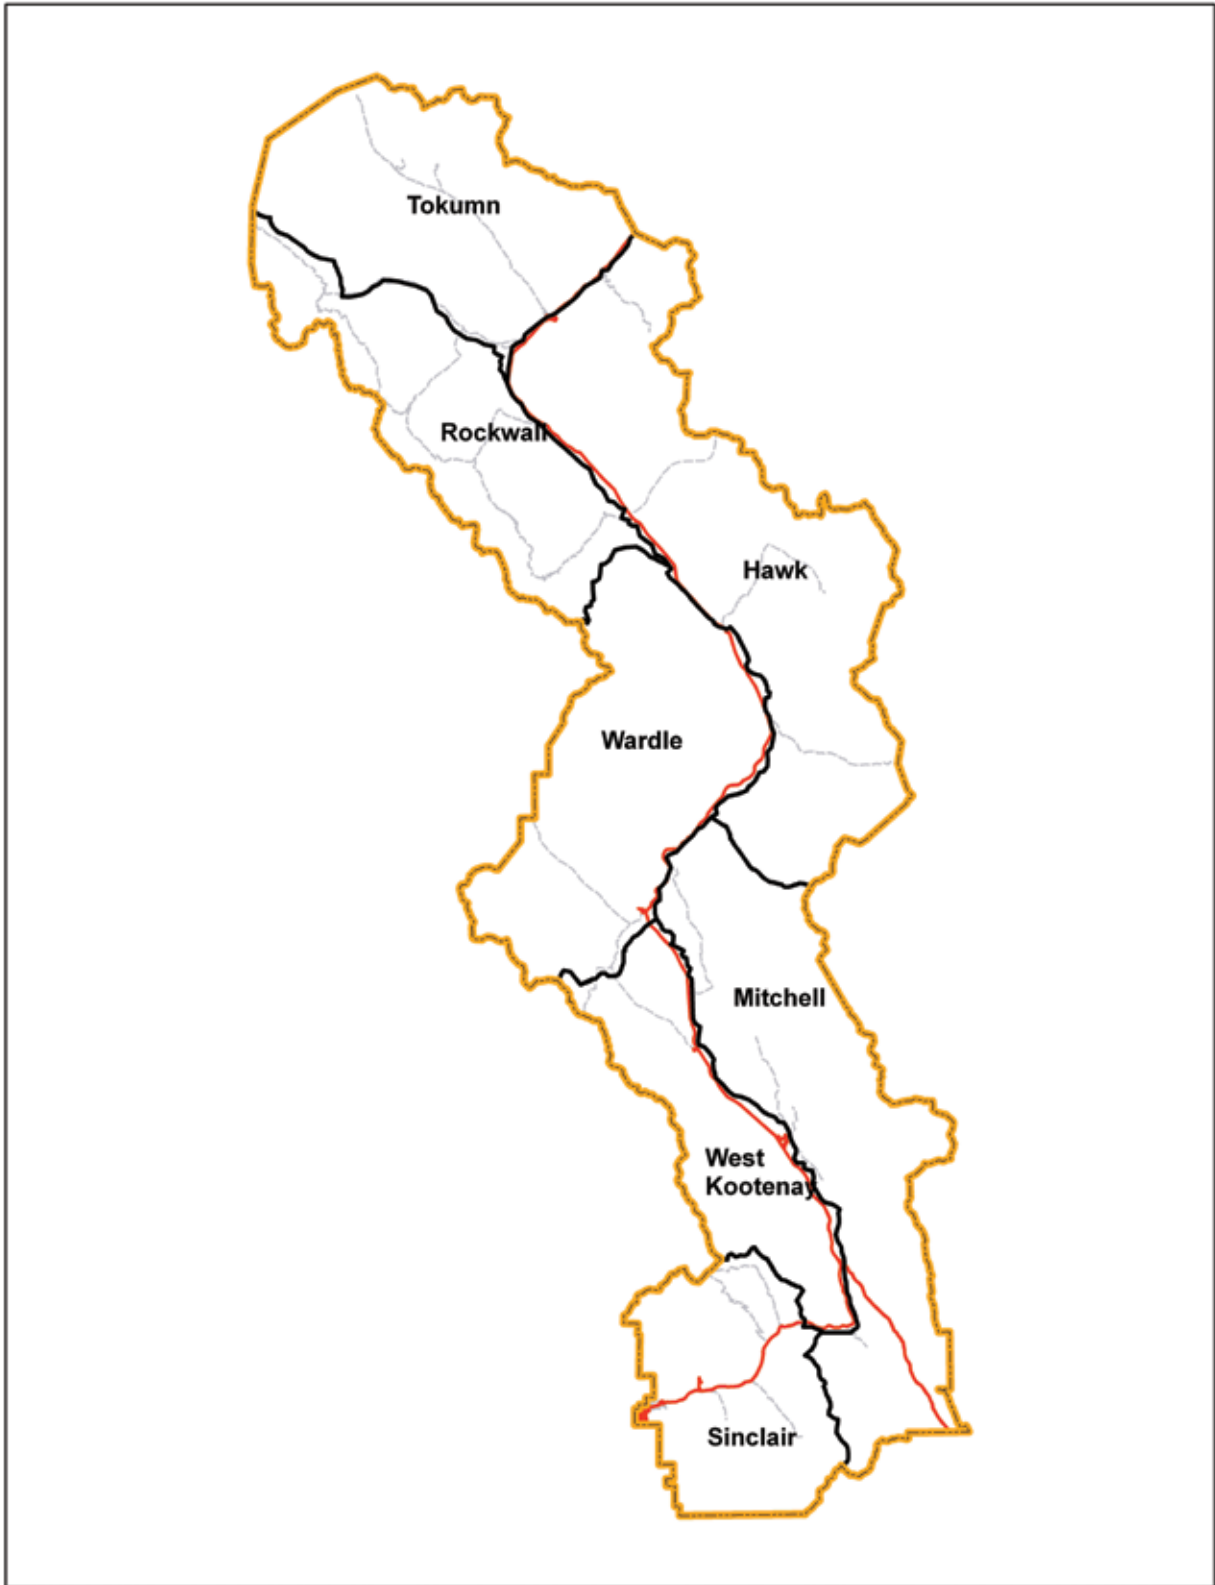 Tokumn
Rockwall
Hawk
Wardle
Mitchell
West
Kootenay
Sinclair